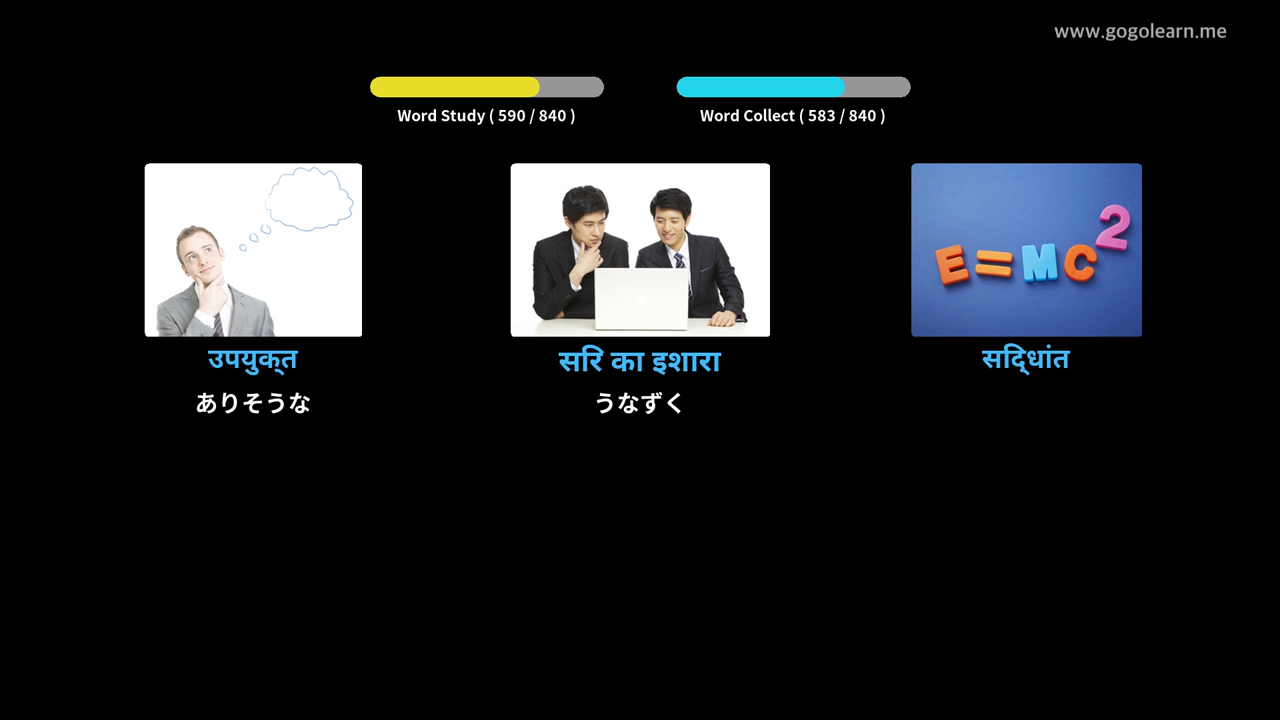 www.gogolearn.me
Word Study ( 590 / 840 )
Word Collect ( 583 / 840 )
E=MC2
उपयुक्त
सरि का इशारा
सद्धिांत
ありそうな
うなずく